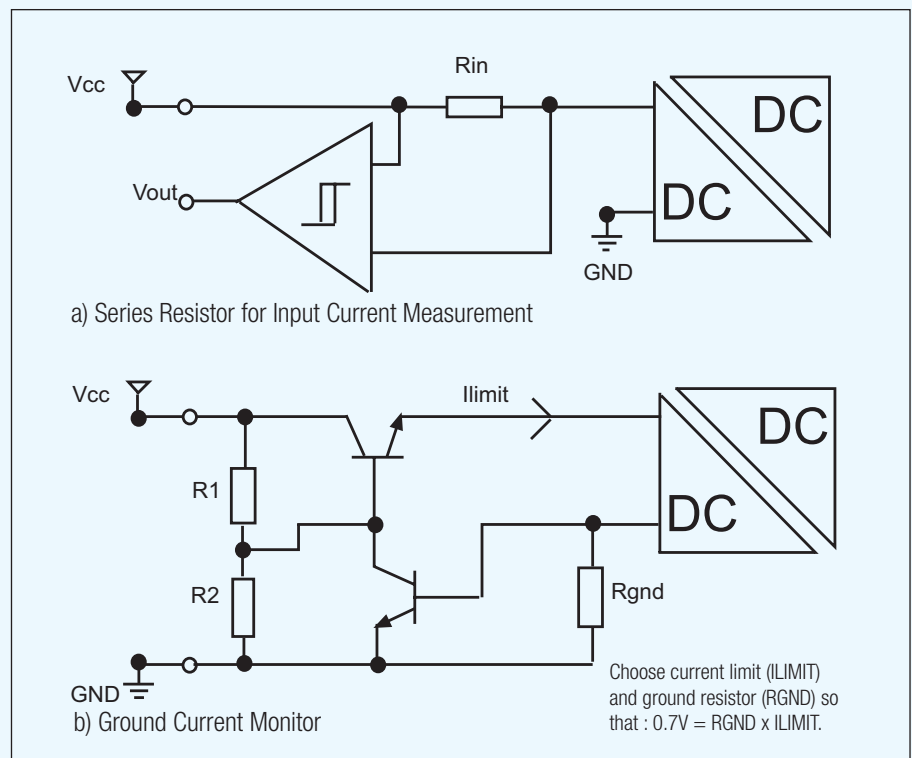 Vcc
Rin
DC
DC
Vout
GND
a) Series Resistor for Input Current Measurement
Vcc
Ilimit
DC
DC
R1
R2
Rgnd
GND
b) Ground Current Monitor
Choose current limit (ILIMIT)
and ground resistor (RGND) so
that : 0.7V = RGND x ILIMIT.